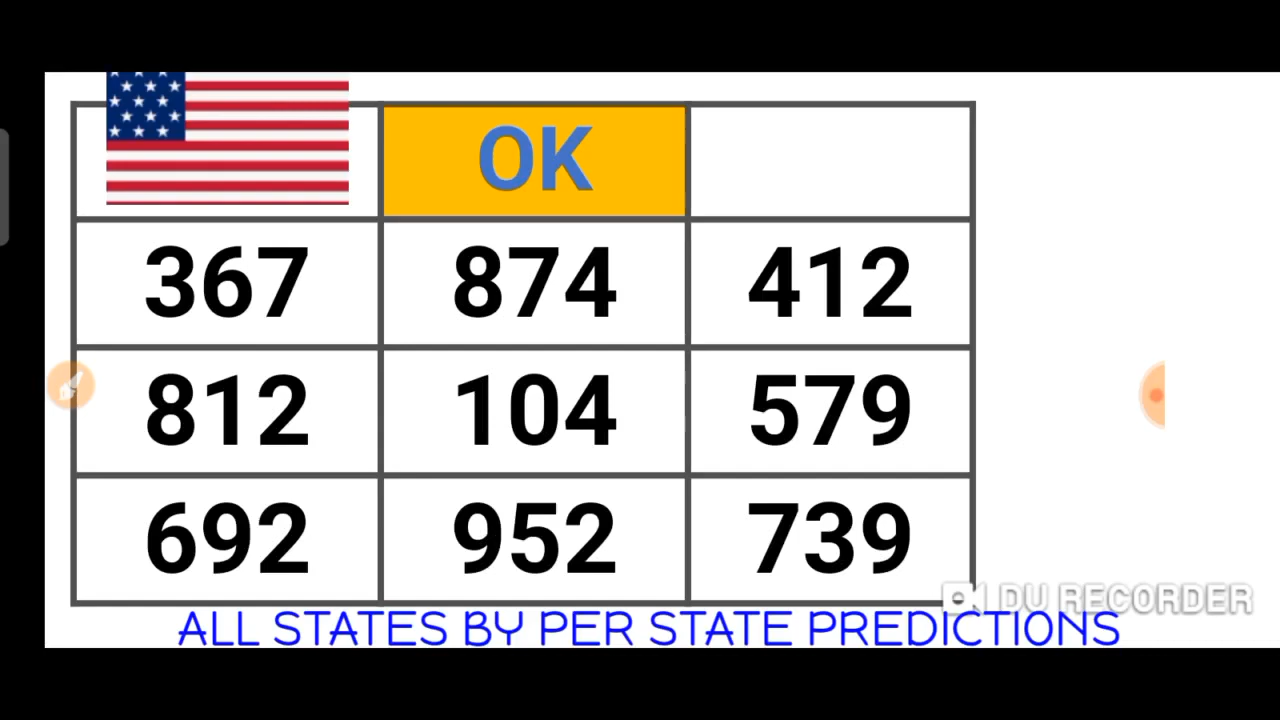 OK
367 874 412
812 104 579
692 952 739
DU RECORDER
ALL STATES BY PER STATE PREDICTIONS